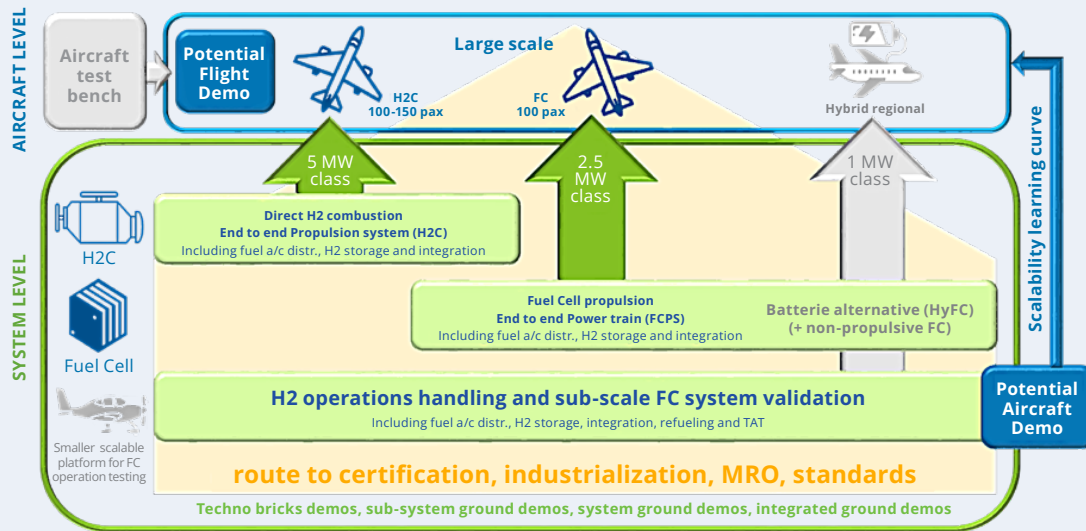 AIRCRAFT LEVEL
Aircraft
test
bench
Potential
Flight
Demo
Large scale
H2C
100-150 pax
FC
100 pax
Hybrid regional
5 MW
class
2.5
MW
class
1 MW
class
Scalability learning curve
SYSTEM LEVEL
H2C
Direct H2 combustion
End to end Propulsion system (H2C)
Including fuel a/c distr., H2 storage and integration
Fuel Cell
Fuel Cell propulsion
End to end Power train (FCPS)
Including fuel a/c distr., H2 storage and integration
Batterie alternative (HyFC)
(+ non-propulsive FC)
Smaller scalable
platform for FC
operation testing
H2 operations handling and sub-scale FC system validation
Including fuel a/c distr., H2 storage, integration, refueling and TAT
Potential
Aircraft
Demo
route to certification, industrialization, MRO, standards
Techno bricks demos, sub-system ground demos, system ground demos, integrated ground demos